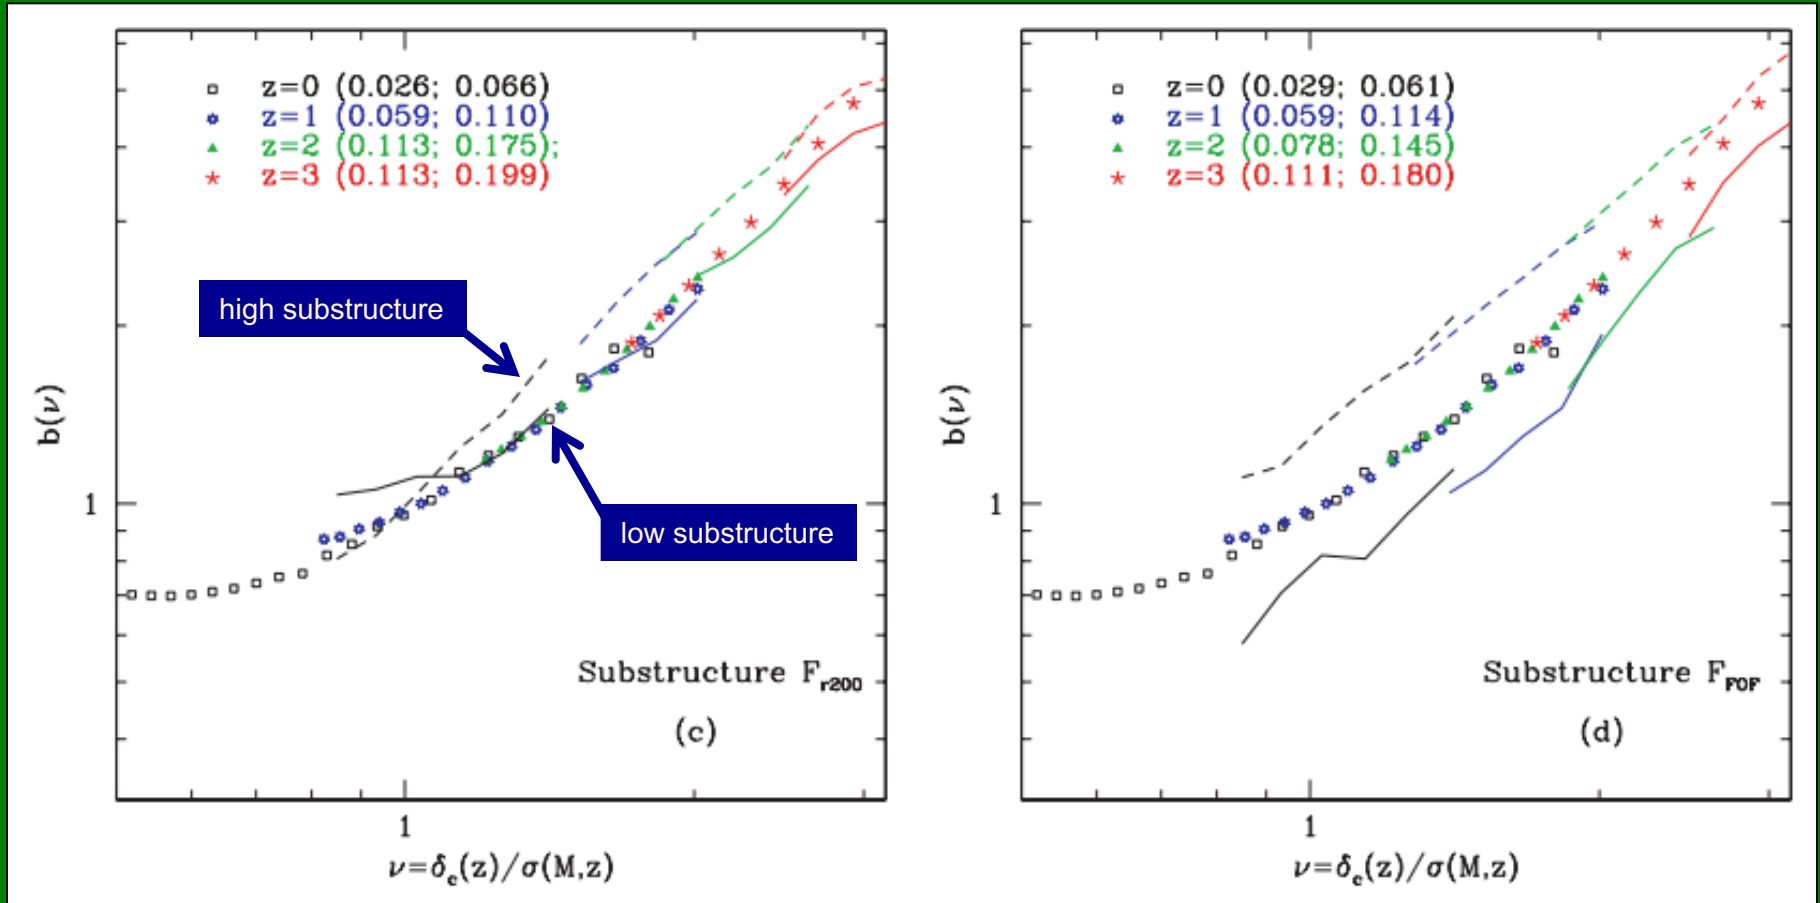 z=0 (0.026; 0.066)
z=1 (0.059; 0.110)
z=2 (0.113; 0.175);
z=3 (0.113; 0.199)
high substructure
low substructure
b(ν)
1
Substructure F_r200
(c)
1
ν=δ_c(z)/σ(M,z)
z=0 (0.029; 0.061)
z=1 (0.059; 0.114)
z=2 (0.078; 0.145)
z=3 (0.111; 0.180)
b(ν)
1
Substructure F_FOF
(d)
1
ν=δ_c(z)/σ(M,z)